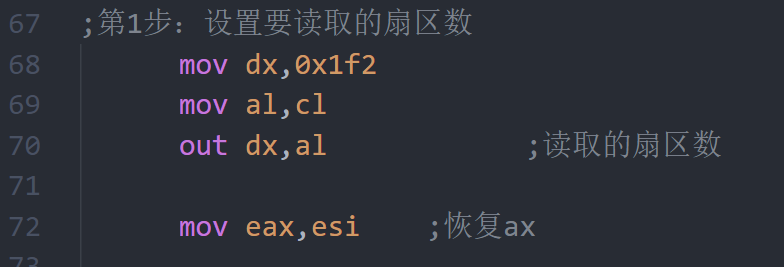 67 ;第1步：设置要读取的扇区数
68 mov dx,0x1f2
69 mov al,cl
70 out dx,al ;读取的扇区数
71
72 mov eax,esi ;恢复ax
73